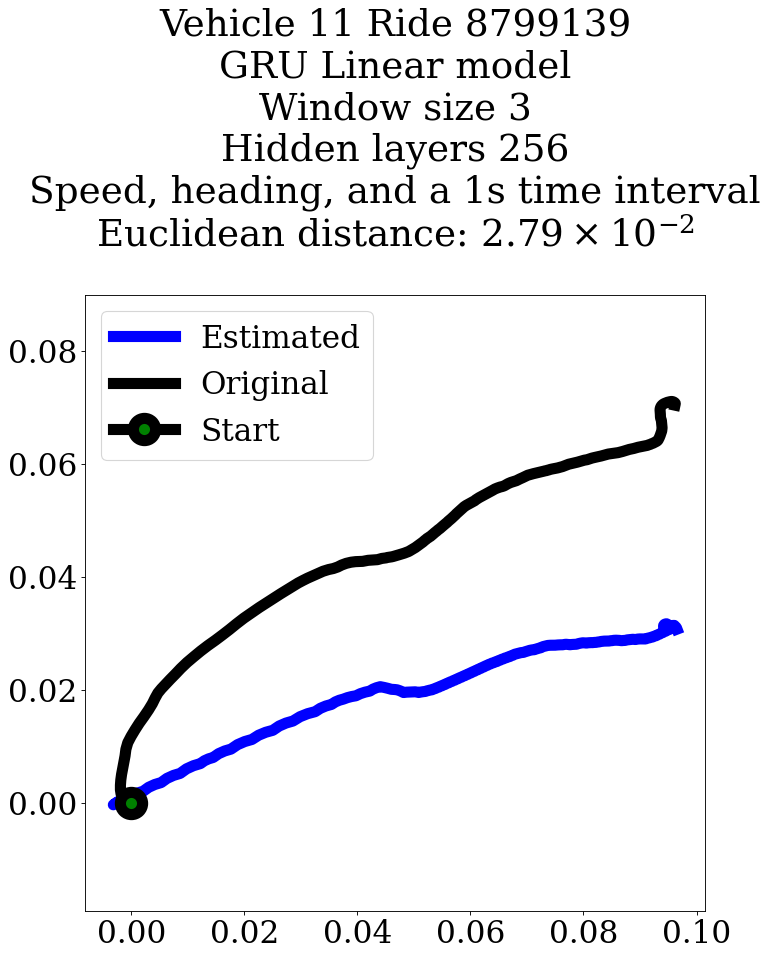 Vehicle 11 Ride 8799139
GRU Linear model
Window size 3
Hidden layers 256
Speed, heading, and a 1s time interval
Euclidean distance: 2.79 × 10⁻²
Estimated
Original
Start
0.08
0.06
0.04
0.02
0.00
0.00 0.02 0.04 0.06 0.08 0.10